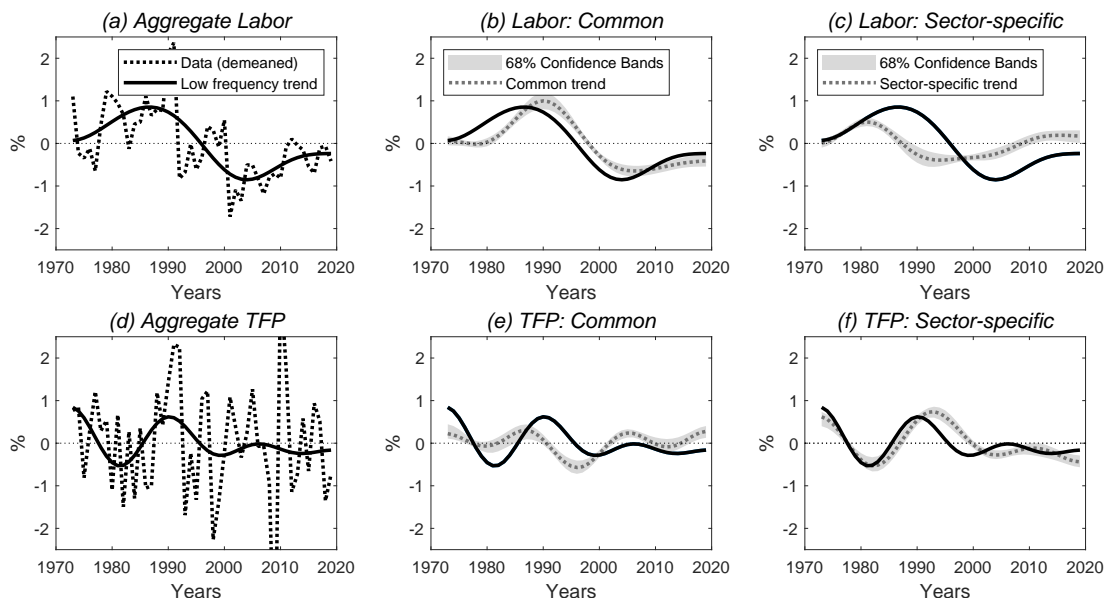 (a) Aggregate Labor
2
1
0
-1
-2
%
Data (demeaned)
Low frequency trend
1970 1980 1990 2000 2010 2020
Years
(b) Labor: Common
2
1
0
-1
-2
%
68% Confidence Bands
Common trend
1970 1980 1990 2000 2010 2020
Years
(c) Labor: Sector-specific
2
1
0
-1
-2
%
68% Confidence Bands
Sector-specific trend
1970 1980 1990 2000 2010 2020
Years
(d) Aggregate TFP
2
1
0
-1
-2
%
1970 1980 1990 2000 2010 2020
Years
(e) TFP: Common
2
1
0
-1
-2
%
1970 1980 1990 2000 2010 2020
Years
(f) TFP: Sector-specific
2
1
0
-1
-2
%
1970 1980 1990 2000 2010 2020
Years